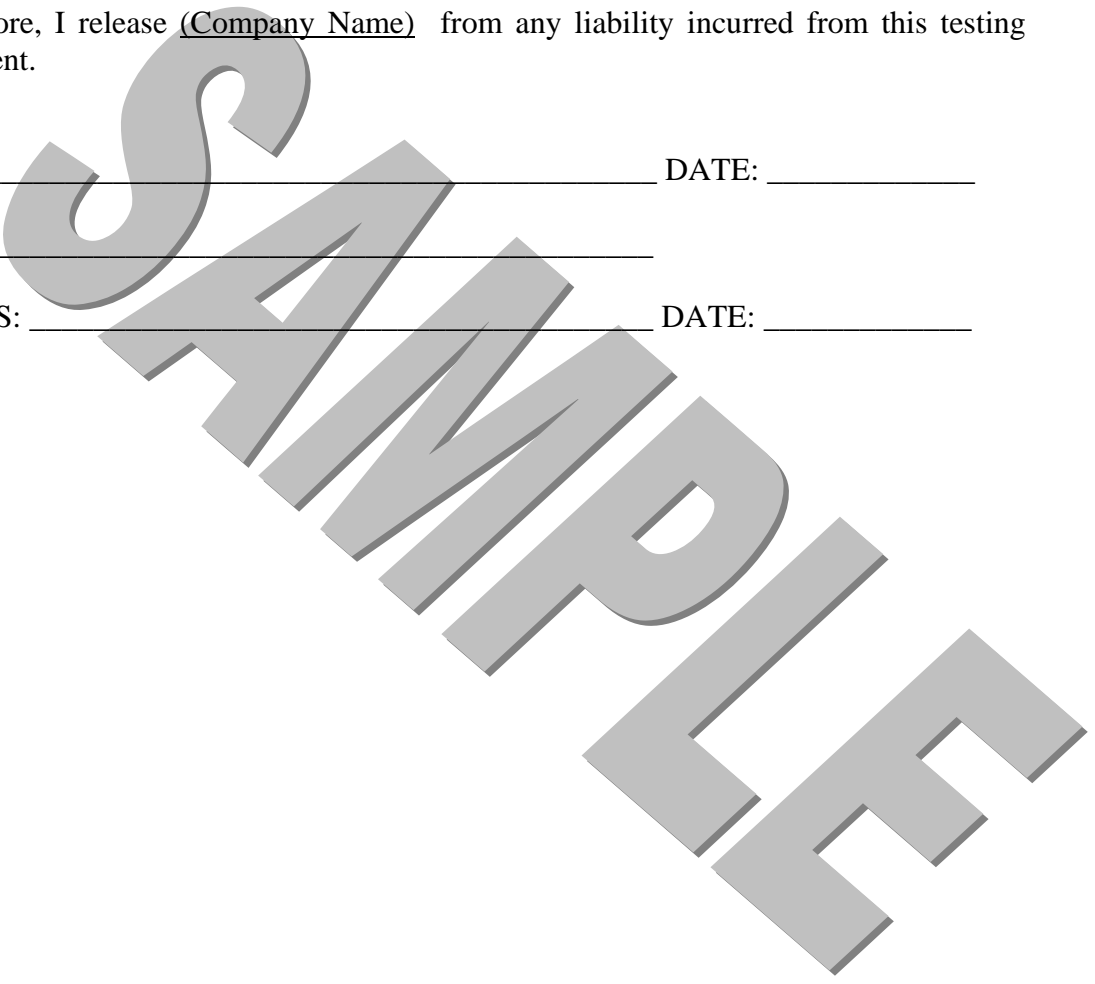 ore, I release (Company Name) from any liability incurred from this testing
ent.
DATE: 
S: DATE: 
SAMPLE